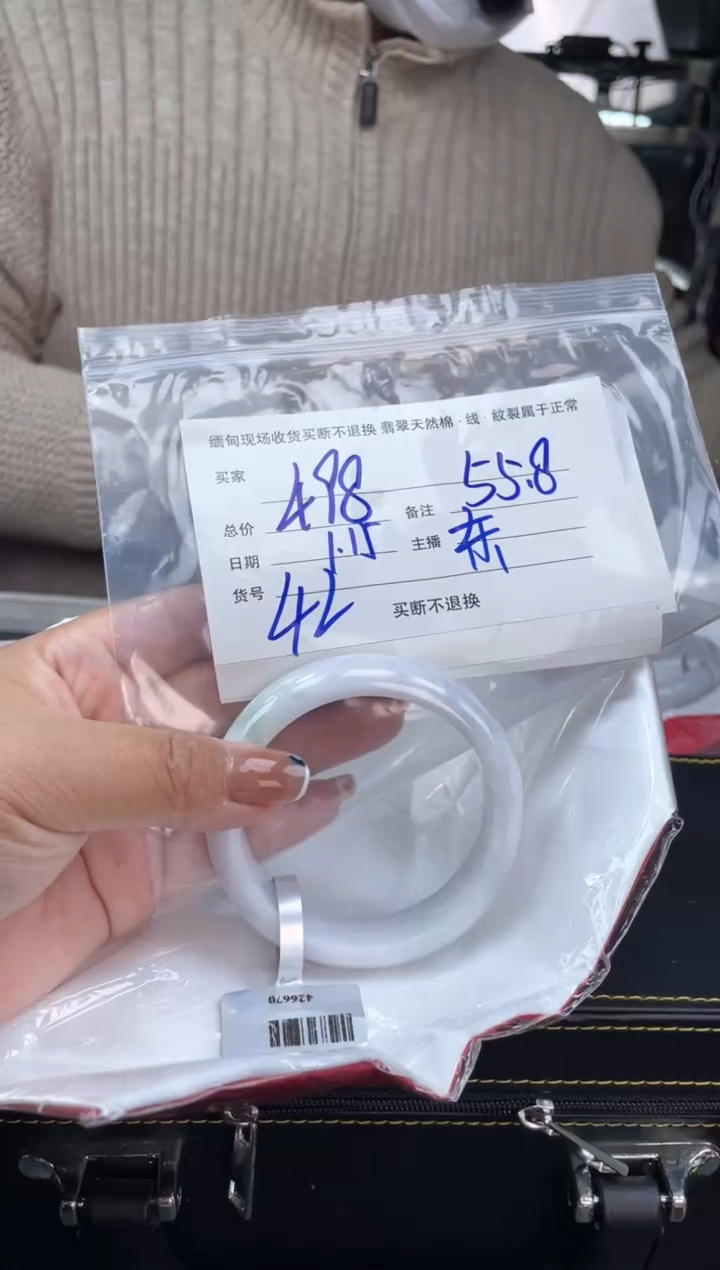 缅甸现场收货买断不退换 翡翠天然棉·线·紋裂属于正常
买家
总价 498 备注 55.8
日期 1.15 主播
货号 42
买断不退换
426670